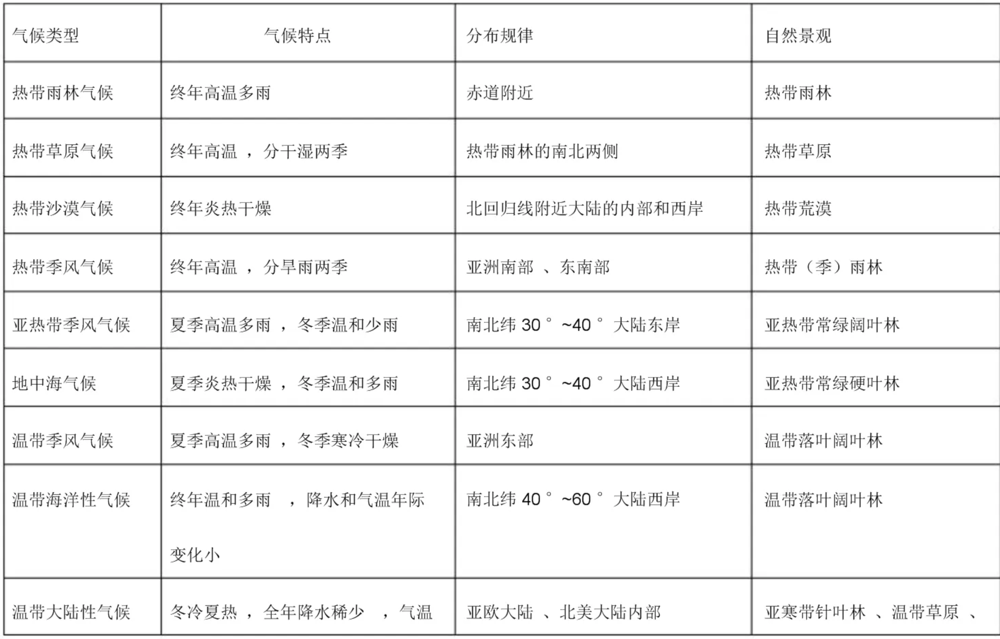 气候类型 气候特点 分布规律 自然景观
热带雨林气候 终年高温多雨 赤道附近 热带雨林
热带草原气候 终年高温 ，分干湿两季 热带雨林的南北两侧 热带草原
热带沙漠气候 终年炎热干燥 北回归线附近大陆的内部和西岸 热带荒漠
热带季风气候 终年高温 ，分旱雨两季 亚洲南部 、东南部 热带（季）雨林
亚热带季风气候 夏季高温多雨 ，冬季温和少雨 南北纬 30 ° ~40 ° 大陆东岸 亚热带常绿阔叶林
地中海气候 夏季炎热干燥 ，冬季温和多雨 南北纬 30 ° ~40 ° 大陆西岸 亚热带常绿硬叶林
温带季风气候 夏季高温多雨 ，冬季寒冷干燥 亚洲东部 温带落叶阔叶林
温带海洋性气候 终年温和多雨 ，降水和气温年际 南北纬 40 ° ~60 ° 大陆西岸 温带落叶阔叶林
变化小
温带大陆性气候 冬冷夏热 ，全年降水稀少 ，气温 亚欧大陆 、北美大陆内部 亚寒带针叶林 、温带草原 、